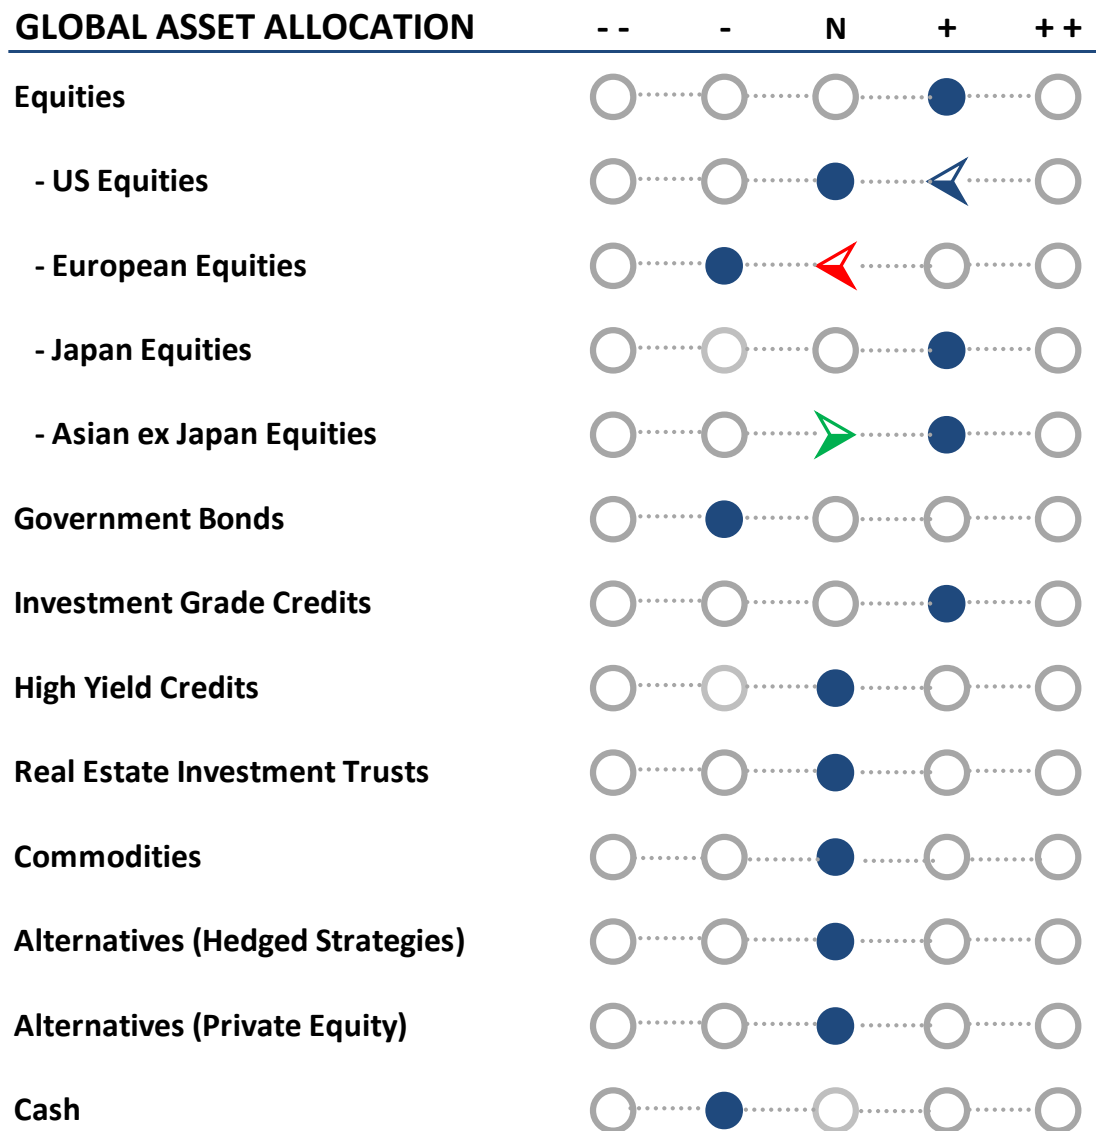 GLOBAL ASSET ALLOCATION - - - N + + +
Equities
- US Equities
- European Equities
- Japan Equities
- Asian ex Japan Equities
Government Bonds
Investment Grade Credits
High Yield Credits
Real Estate Investment Trusts
Commodities
Alternatives (Hedged Strategies)
Alternatives (Private Equity)
Cash